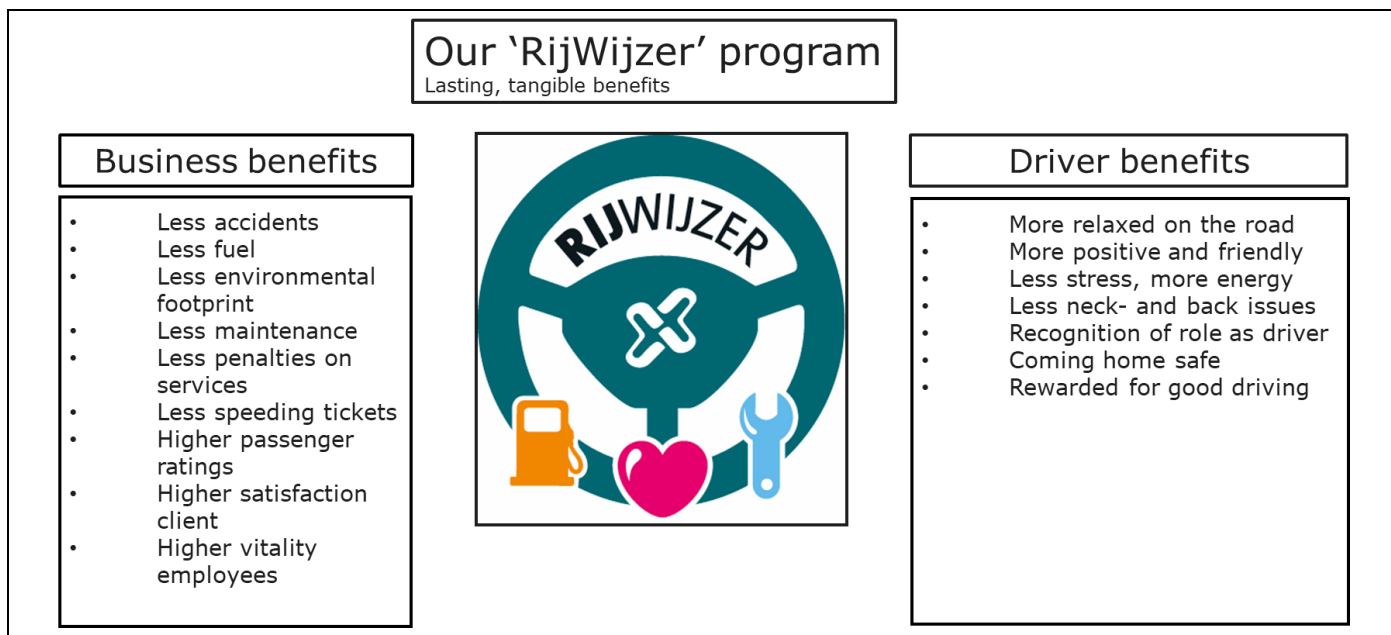 Our ‘RijWijzer’ program
Lasting, tangible benefits
Business benefits
• Less accidents
• Less fuel
• Less environmental
footprint
• Less maintenance
• Less penalties on
services
• Less speeding tickets
• Higher passenger
ratings
• Higher satisfaction
client
• Higher vitality
employees
RIJWIJZER
Driver benefits
• More relaxed on the road
• More positive and friendly
• Less stress, more energy
• Less neck- and back issues
• Recognition of role as driver
• Coming home safe
• Rewarded for good driving